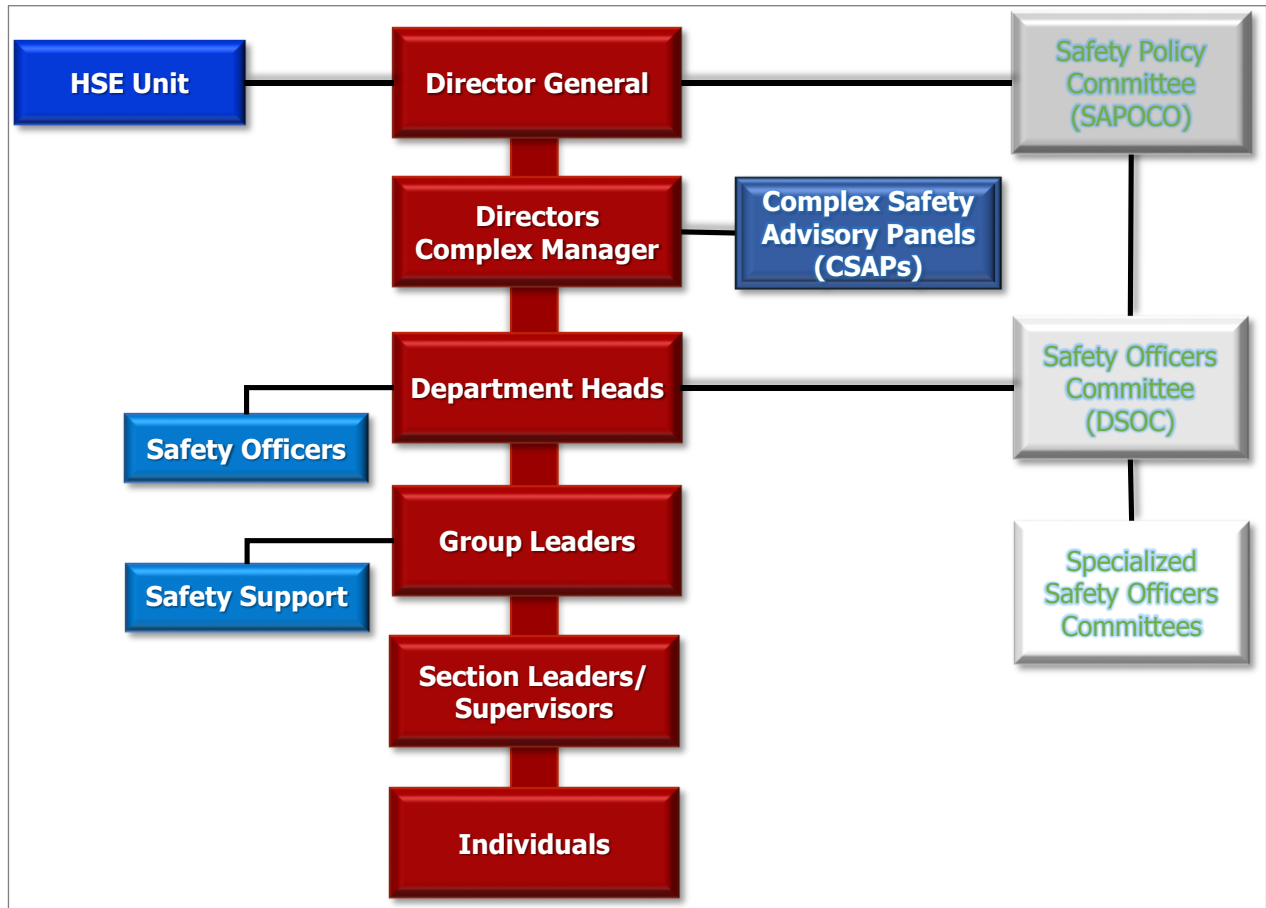 HSE Unit
Director General
Safety Policy
Committee
(SAPOCO)
Directors
Complex Manager
Complex Safety
Advisory Panels
(CSAPs)
Department Heads
Safety Officers
Committee
(DSOC)
Safety Officers
Group Leaders
Safety Support
Specialized
Safety Officers
Committees
Section Leaders/
Supervisors
Individuals